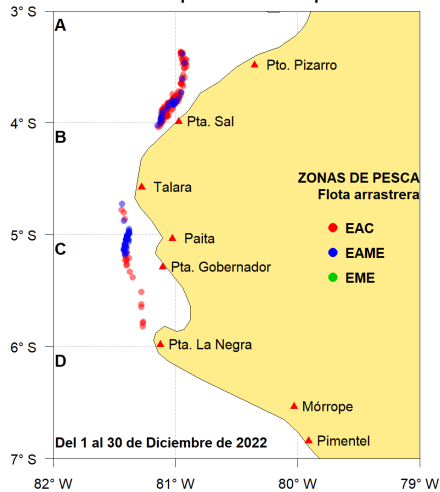 3° S
A
Pto. Pizarro
4° S
Pta. Sal
B
ZONAS DE PESCA
Flota arrastrera
Talara
EAC
5° S
Paita
EAME
C
Pta. Gobernador
EME
6° S
Pta. La Negra
D
Mórrope
Del 1 al 30 de Diciembre de 2022
Pimentel
7° S
82° W
81° W
80° W
79° W